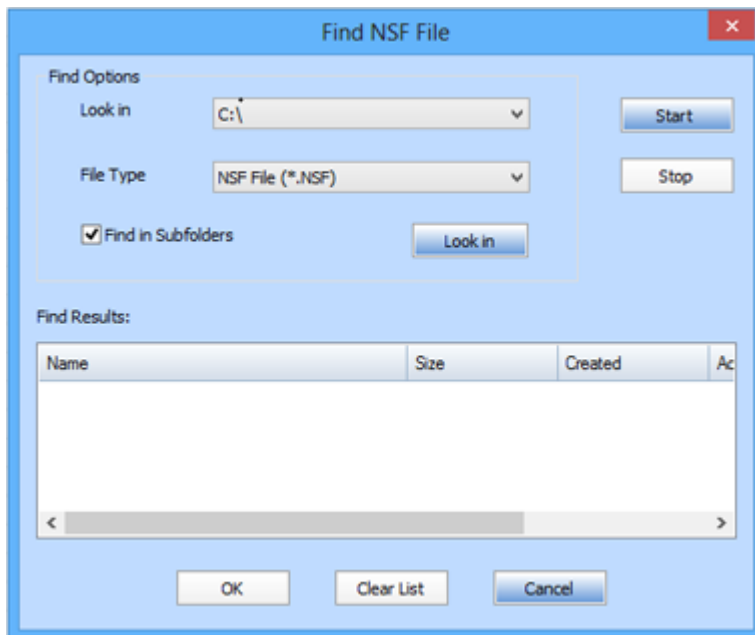 Find NSF File
Find Options
Look in
C:\
Start
File Type
NSF File (*.NSF)
Stop
Find in Subfolders
Look in
Find Results:
Name Size Created Ac
OK Clear List Cancel